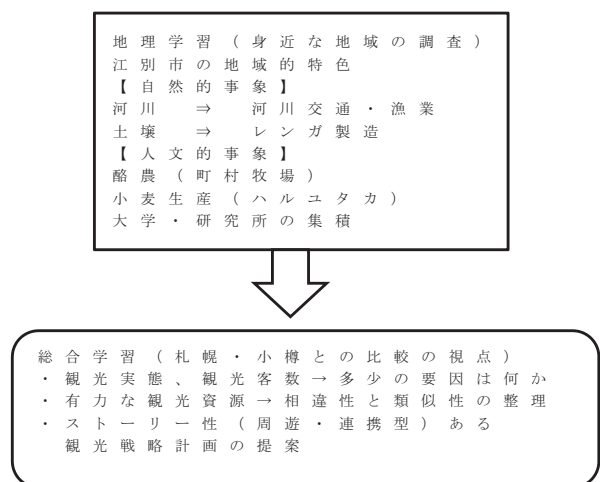 地理学習（身近な地域の調査）
江別市の地域的特色
【自然的事象】
河川　⇒　河川交通・漁業
土壌　⇒　レンガ製造
【人文的事象】
酪農（町村牧場）
小麦生産（ハルユタカ）
大学・研究所の集積
総合学習（札幌・小樽との比較の視点）
・観光実態、観光客数→多少の要因は何か
・有力な観光資源→相違性と類似性の整理
・ストーリー性（周遊・連携型）ある
観光戦略計画の提案